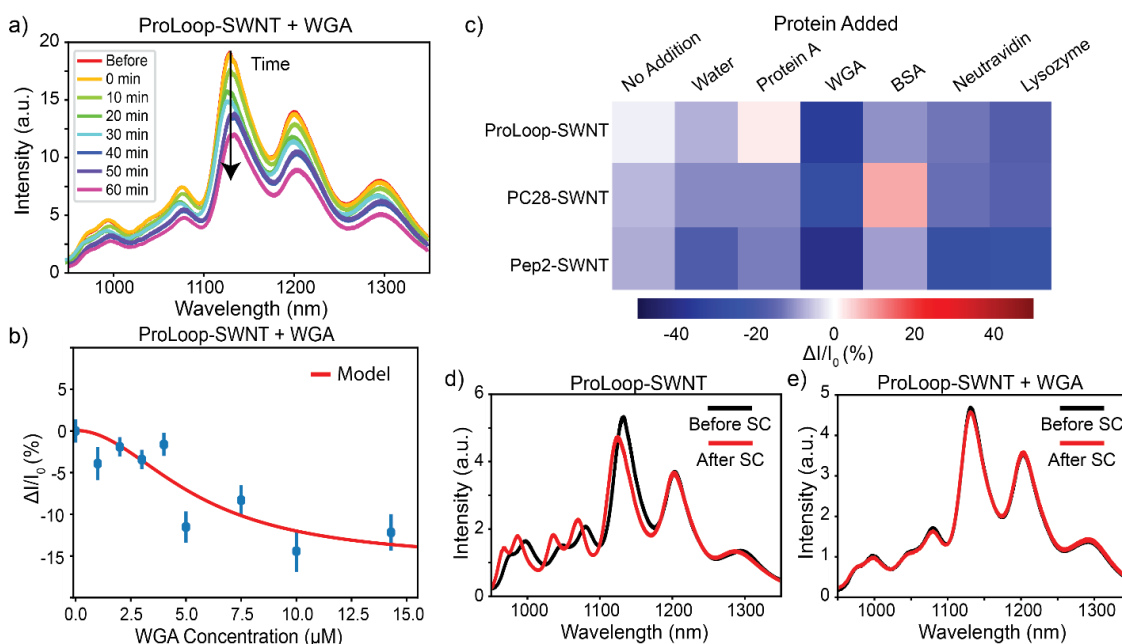 a)
ProLoop-SWNT + WGA
20
15
10
5
0
Intensity (a.u.)
Before
0 min
10 min
20 min
30 min
40 min
50 min
60 min
Time
1000
1100
1200
1300
Wavelength (nm)
b)
ProLoop-SWNT + WGA
Model
5
0
-5
-10
-15
ΔI/I₀ (%)
0.0
2.5
5.0
7.5
10.0
12.5
15.0
WGA Concentration (μM)
c)
Protein Added
No Addition
Water
Protein A
WGA
BSA
Neutravidin
Lysozyme
ProLoop-SWNT
PC28-SWNT
Pep2-SWNT
-40
-20
0
20
40
ΔI/I₀ (%)
d)
ProLoop-SWNT
Before SC
After SC
6
4
2
0
Intensity (a.u.)
1000
1100
1200
1300
Wavelength (nm)
e)
ProLoop-SWNT + WGA
Before SC
After SC
5
4
3
2
1
0
Intensity (a.u.)
1000
1100
1200
1300
Wavelength (nm)